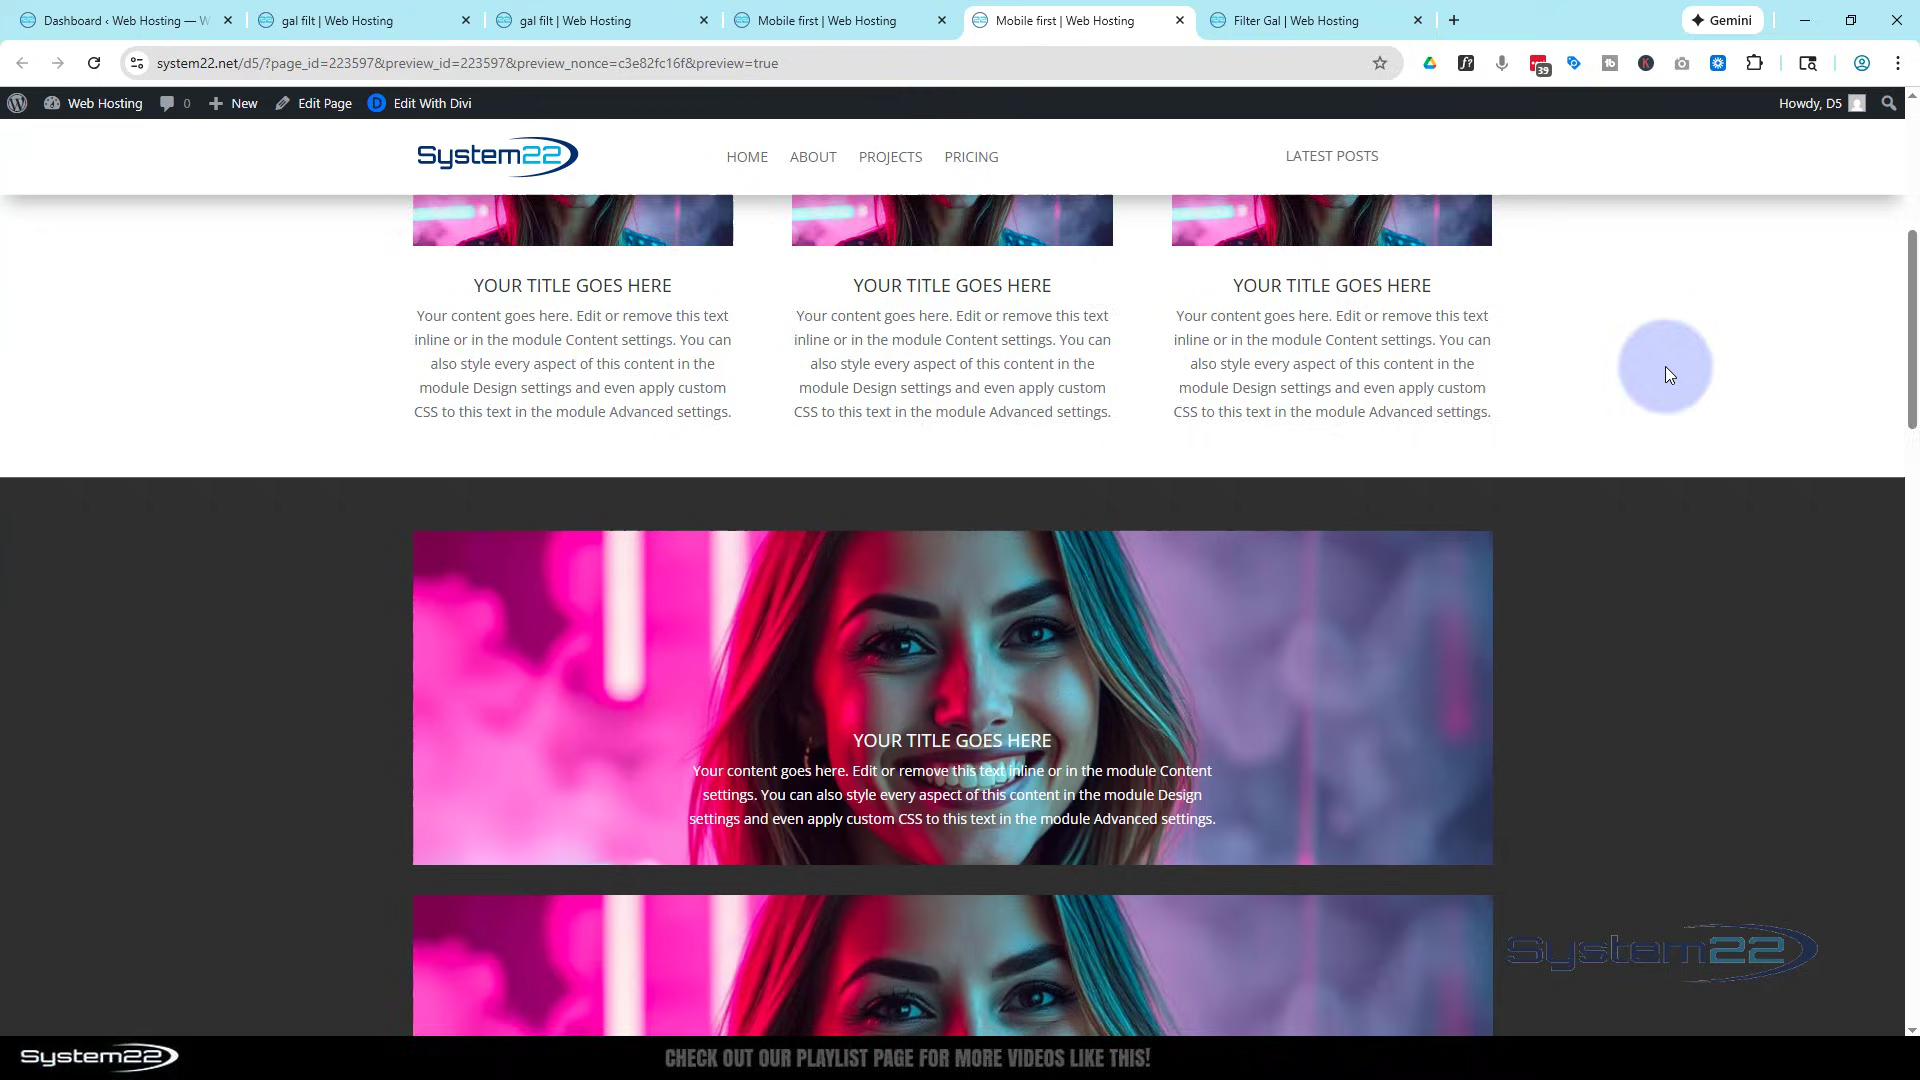 Dashboard ‹ Web Hosting — W
gal filt | Web Hosting
gal filt | Web Hosting
Mobile first | Web Hosting
Mobile first | Web Hosting
Filter Gal | Web Hosting
Gemini
system22.net/d5/?page_id=223597&preview_id=223597&preview_nonce=c3e82fc16f&preview=true
39
Web Hosting
0
New
Edit Page
D
Edit With Divi
Howdy, D5
System22
HOME
ABOUT
PROJECTS
PRICING
LATEST POSTS
YOUR TITLE GOES HERE
Your content goes here. Edit or remove this text
inline or in the module Content settings. You can
also style every aspect of this content in the
module Design settings and even apply custom
CSS to this text in the module Advanced settings.
YOUR TITLE GOES HERE
Your content goes here. Edit or remove this text
inline or in the module Content settings. You can
also style every aspect of this content in the
module Design settings and even apply custom
CSS to this text in the module Advanced settings.
YOUR TITLE GOES HERE
Your content goes here. Edit or remove this text
inline or in the module Content settings. You can
also style every aspect of this content in the
module Design settings and even apply custom
CSS to this text in the module Advanced settings.
YOUR TITLE GOES HERE
Your content goes here. Edit or remove this text inline or in the module Content
settings. You can also style every aspect of this content in the module Design
settings and even apply custom CSS to this text in the module Advanced settings.
System22
System22
CHECK OUT OUR PLAYLIST PAGE FOR MORE VIDEOS LIKE THIS!